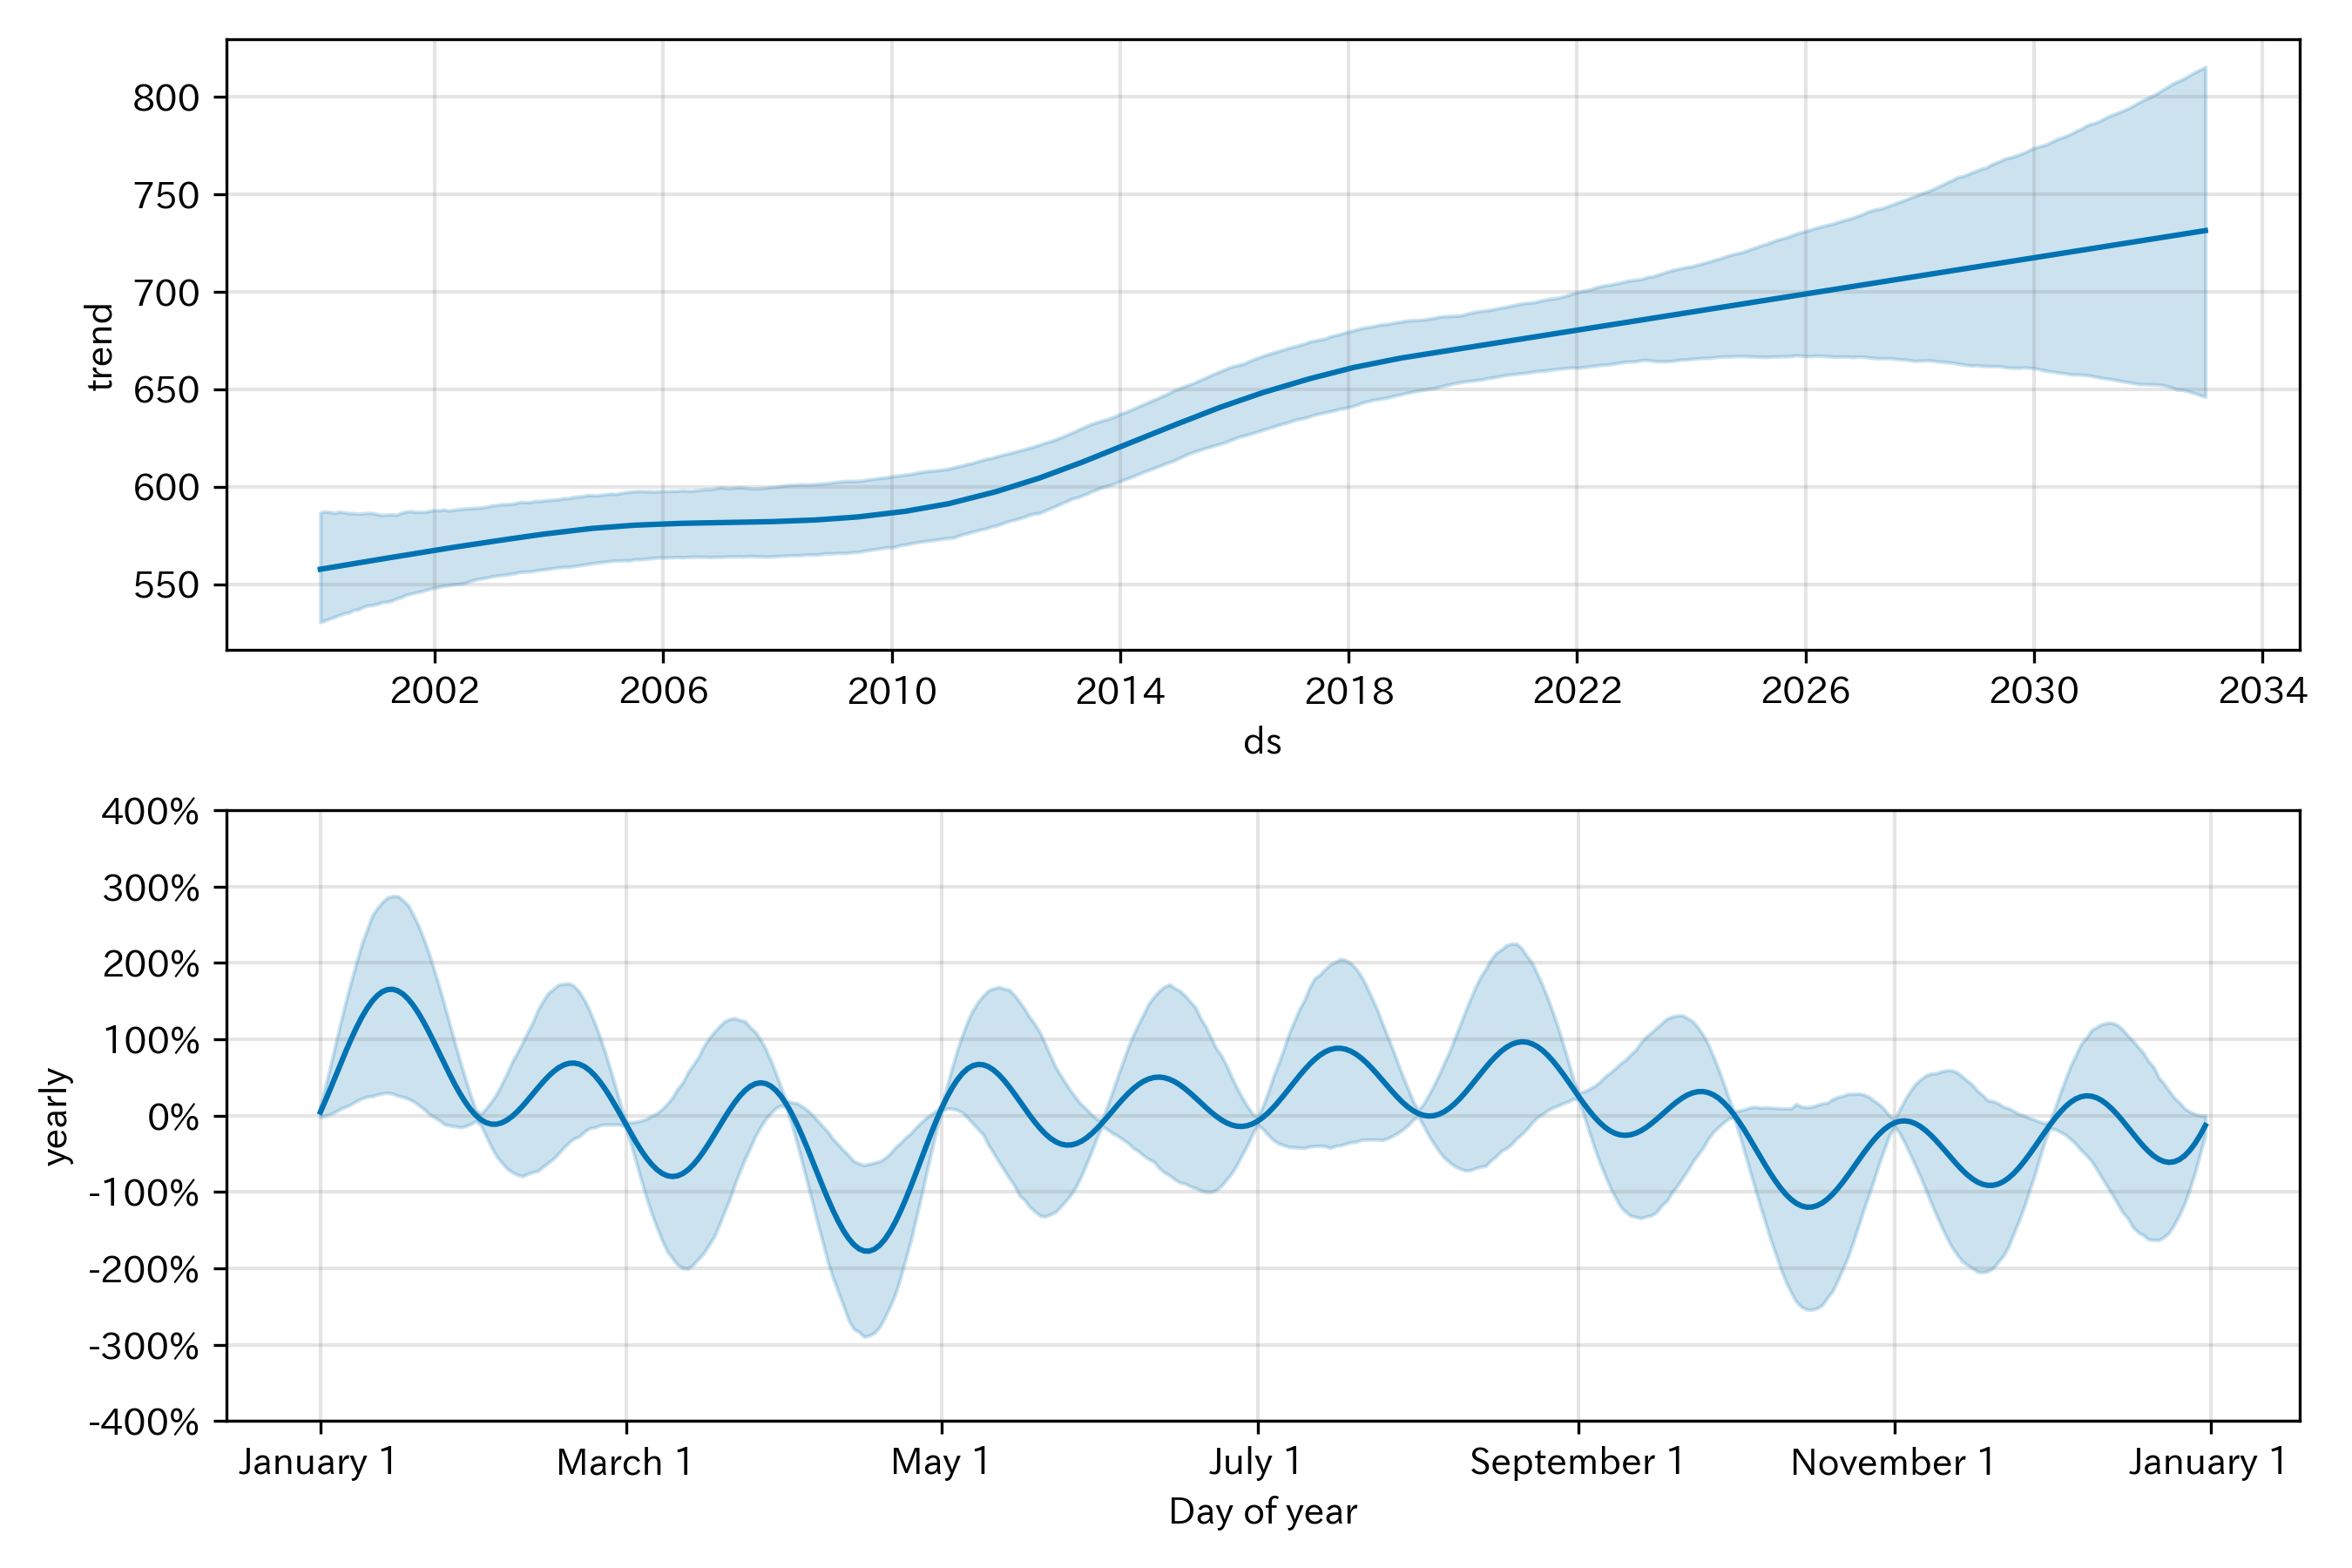 800
750
700
650
600
550
trend
2002 2006 2010 2014 2018 2022 2026 2030 2034
ds
400%
300%
200%
100%
0%
-100%
-200%
-300%
-400%
yearly
January 1 March 1 May 1 July 1 September 1 November 1 January 1
Day of year